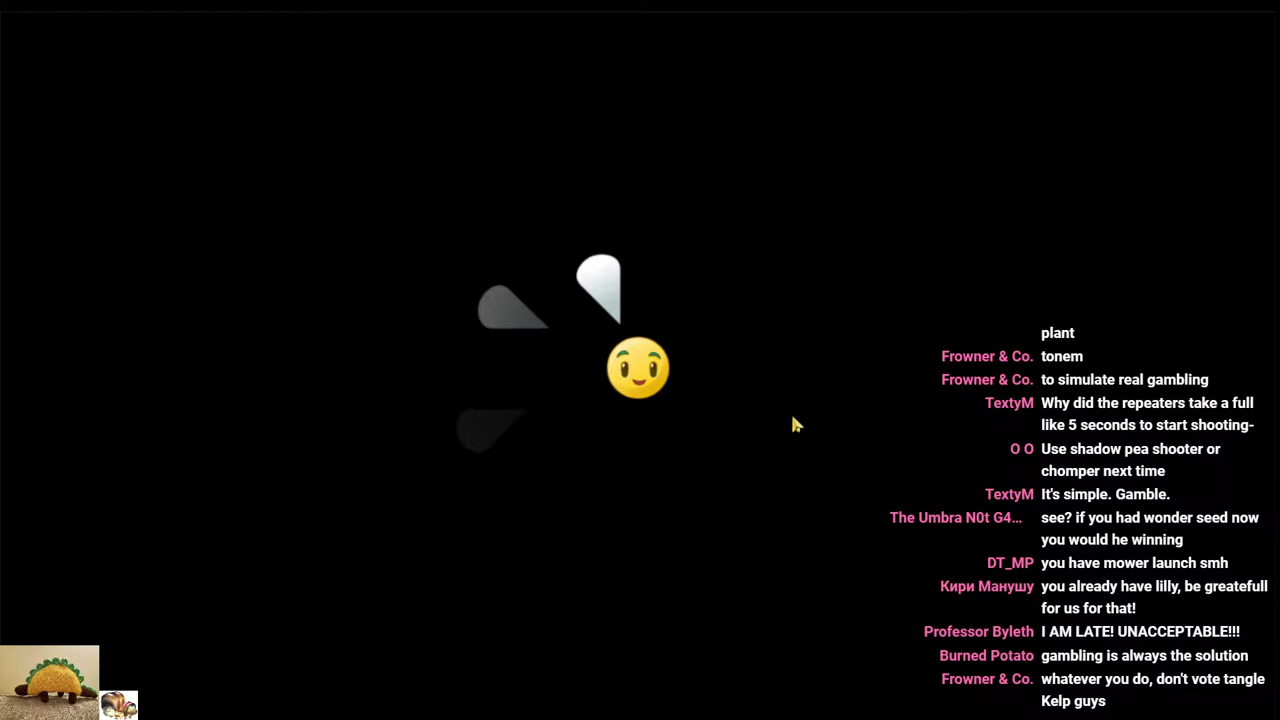 plant
Frowner & Co. tonem
Frowner & Co. to simulate real gambling
TextyM Why did the repeaters take a full
like 5 seconds to start shooting-
O O Use shadow pea shooter or
chomper next time
TextyM It's simple. Gamble.
The Umbra N0t G4... see? if you had wonder seed now
you would he winning
DT_MP you have mower launch smh
Кири Манушу you already have lilly, be greatefull
for us for that!
Professor Byleth I AM LATE! UNACCEPTABLE!!!
Burned Potato gambling is always the solution
Frowner & Co. whatever you do, don't vote tangle
Kelp guys